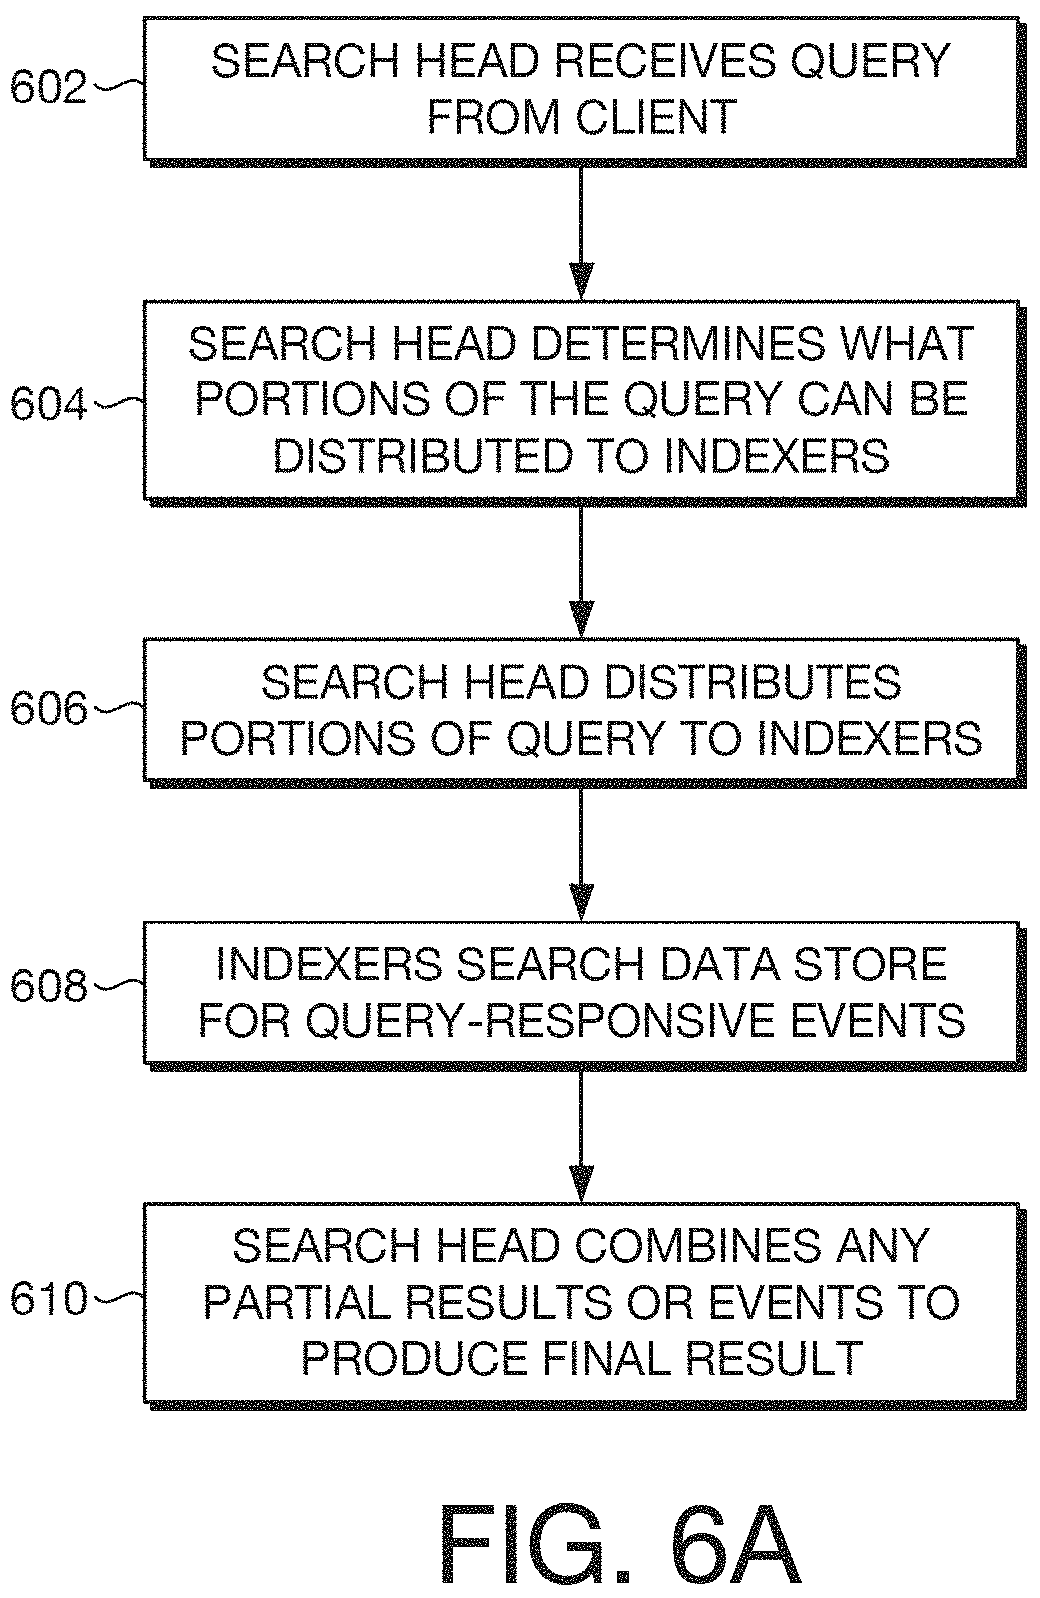 602
SEARCH HEAD RECEIVES QUERY
FROM CLIENT
604
SEARCH HEAD DETERMINES WHAT
PORTIONS OF THE QUERY CAN BE
DISTRIBUTED TO INDEXERS
606
SEARCH HEAD DISTRIBUTES
PORTIONS OF QUERY TO INDEXERS
608
INDEXERS SEARCH DATA STORE
FOR QUERY-RESPONSIVE EVENTS
610
SEARCH HEAD COMBINES ANY
PARTIAL RESULTS OR EVENTS TO
PRODUCE FINAL RESULT
FIG. 6A